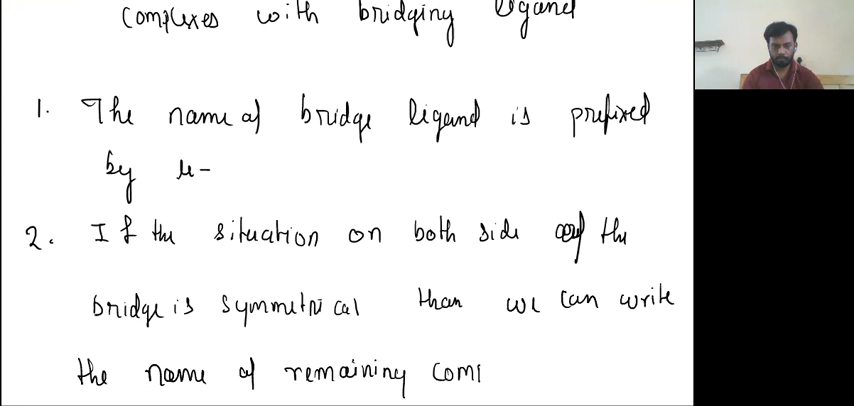 complexes with bridging ligand
1. The name of bridge ligand is prefixed
by μ-
2. If the situation on both side of the
bridge is symmetrical than we can write
the name of remaining com